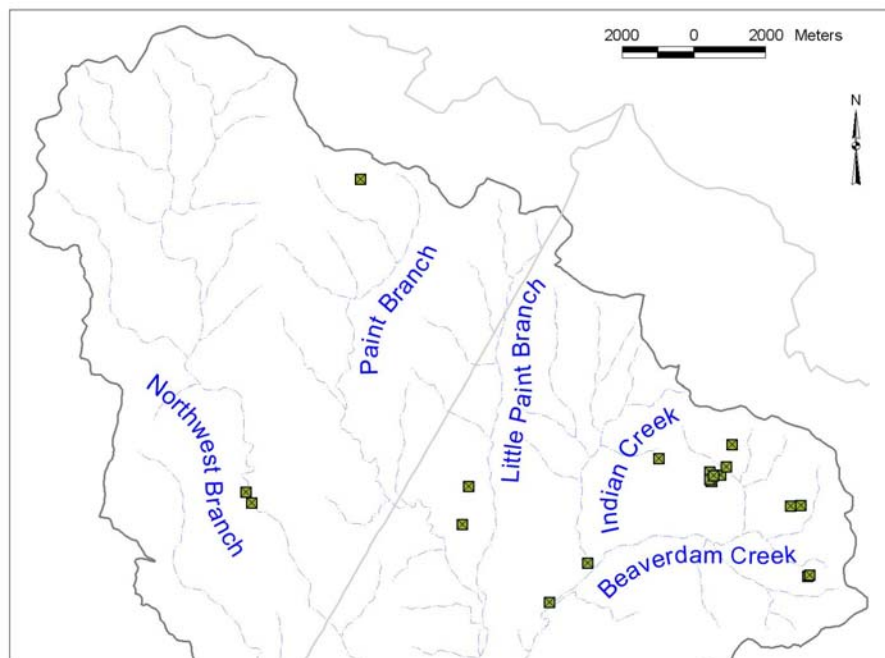 2000 0 2000 Meters
N
Paint Branch
Little Paint Branch
Northwest Branch
Indian Creek
Beaverdam Creek